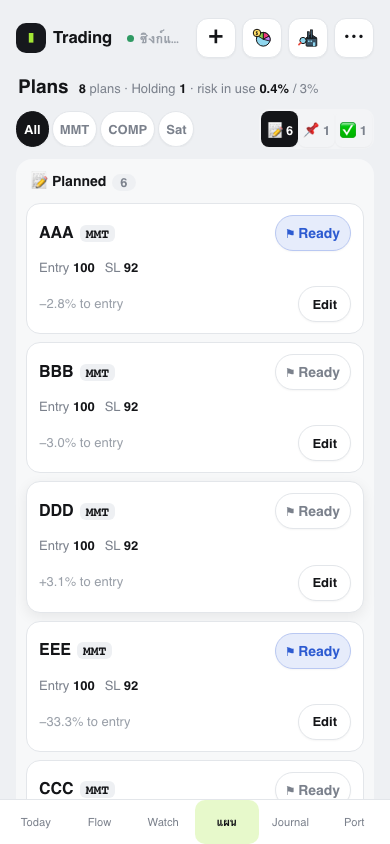 Trading ซิงก์แ...
Plans 8 plans · Holding 1 · risk in use 0.4% / 3%
All MMT COMP Sat 6 1 1
Planned 6
AAA MMT Ready
Entry 100 SL 92
−2.8% to entry Edit
BBB MMT Ready
Entry 100 SL 92
−3.0% to entry Edit
DDD MMT Ready
Entry 100 SL 92
+3.1% to entry Edit
EEE MMT Ready
Entry 100 SL 92
−33.3% to entry Edit
CCC MMT Ready
Today Flow Watch แผน Journal Port